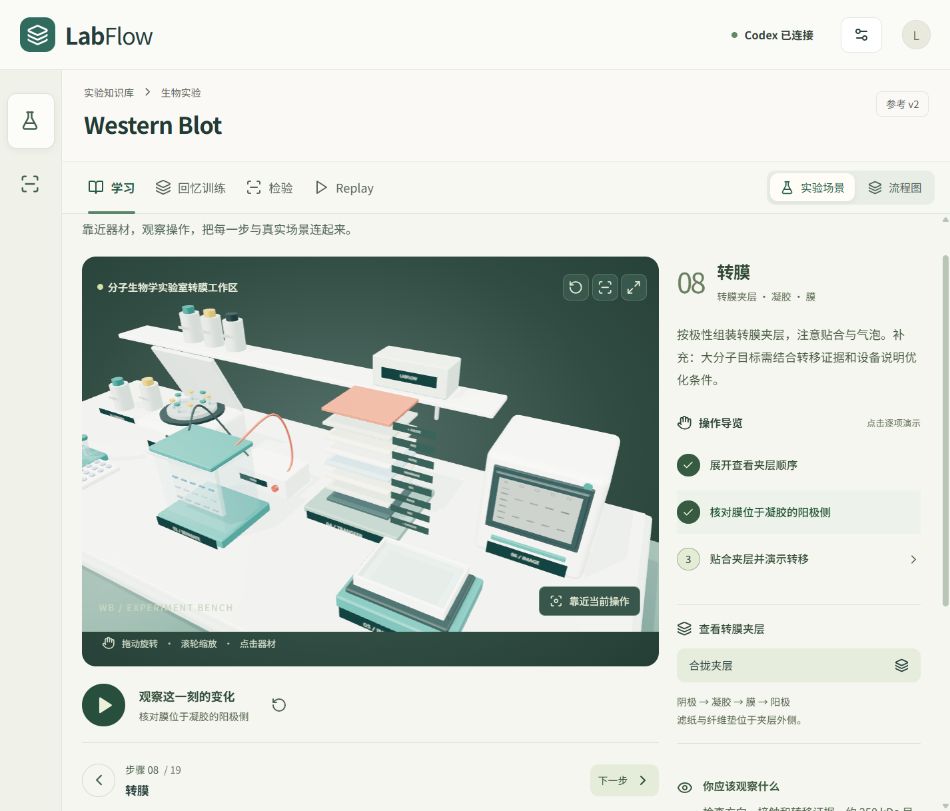 LabFlow
Codex 已连接
L
实验知识库 > 生物实验
Western Blot
参考 v2
学习
回忆训练
检验
Replay
实验场景
流程图
靠近器材，观察操作，把每一步与真实场景连起来。
分子生物学实验室转膜工作区
WB / EXPERIMENT BENCH
靠近当前操作
拖动旋转 · 滚轮缩放 · 点击器材
观察这一刻的变化
核对膜位于凝胶的阳极侧
步骤 08 / 19
转膜
下一步
08
转膜
转膜夹层 · 凝胶 · 膜
按极性组装转膜夹层，注意贴合与气泡。补
充：大分子目标需结合转移证据和设备说明优
化条件。
操作导览
点击逐项演示
展开查看夹层顺序
核对膜位于凝胶的阳极侧
3 贴合夹层并演示转移
查看转膜夹层
合拢夹层
阴极 → 凝胶 → 膜 → 阳极
滤纸与纤维垫位于夹层外侧。
你应该观察什么